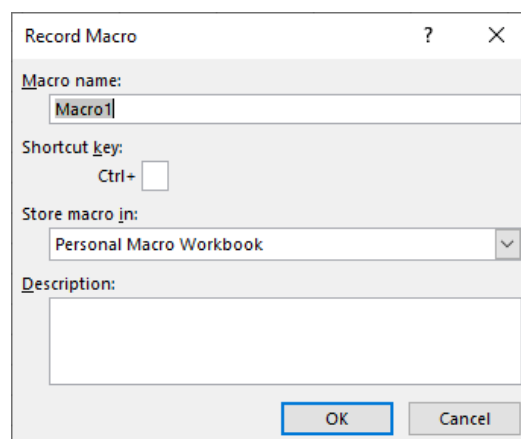 Record Macro ?
Macro name:
Macro1
Shortcut key:
Ctrl+
Store macro in:
Personal Macro Workbook
Description:
OK Cancel